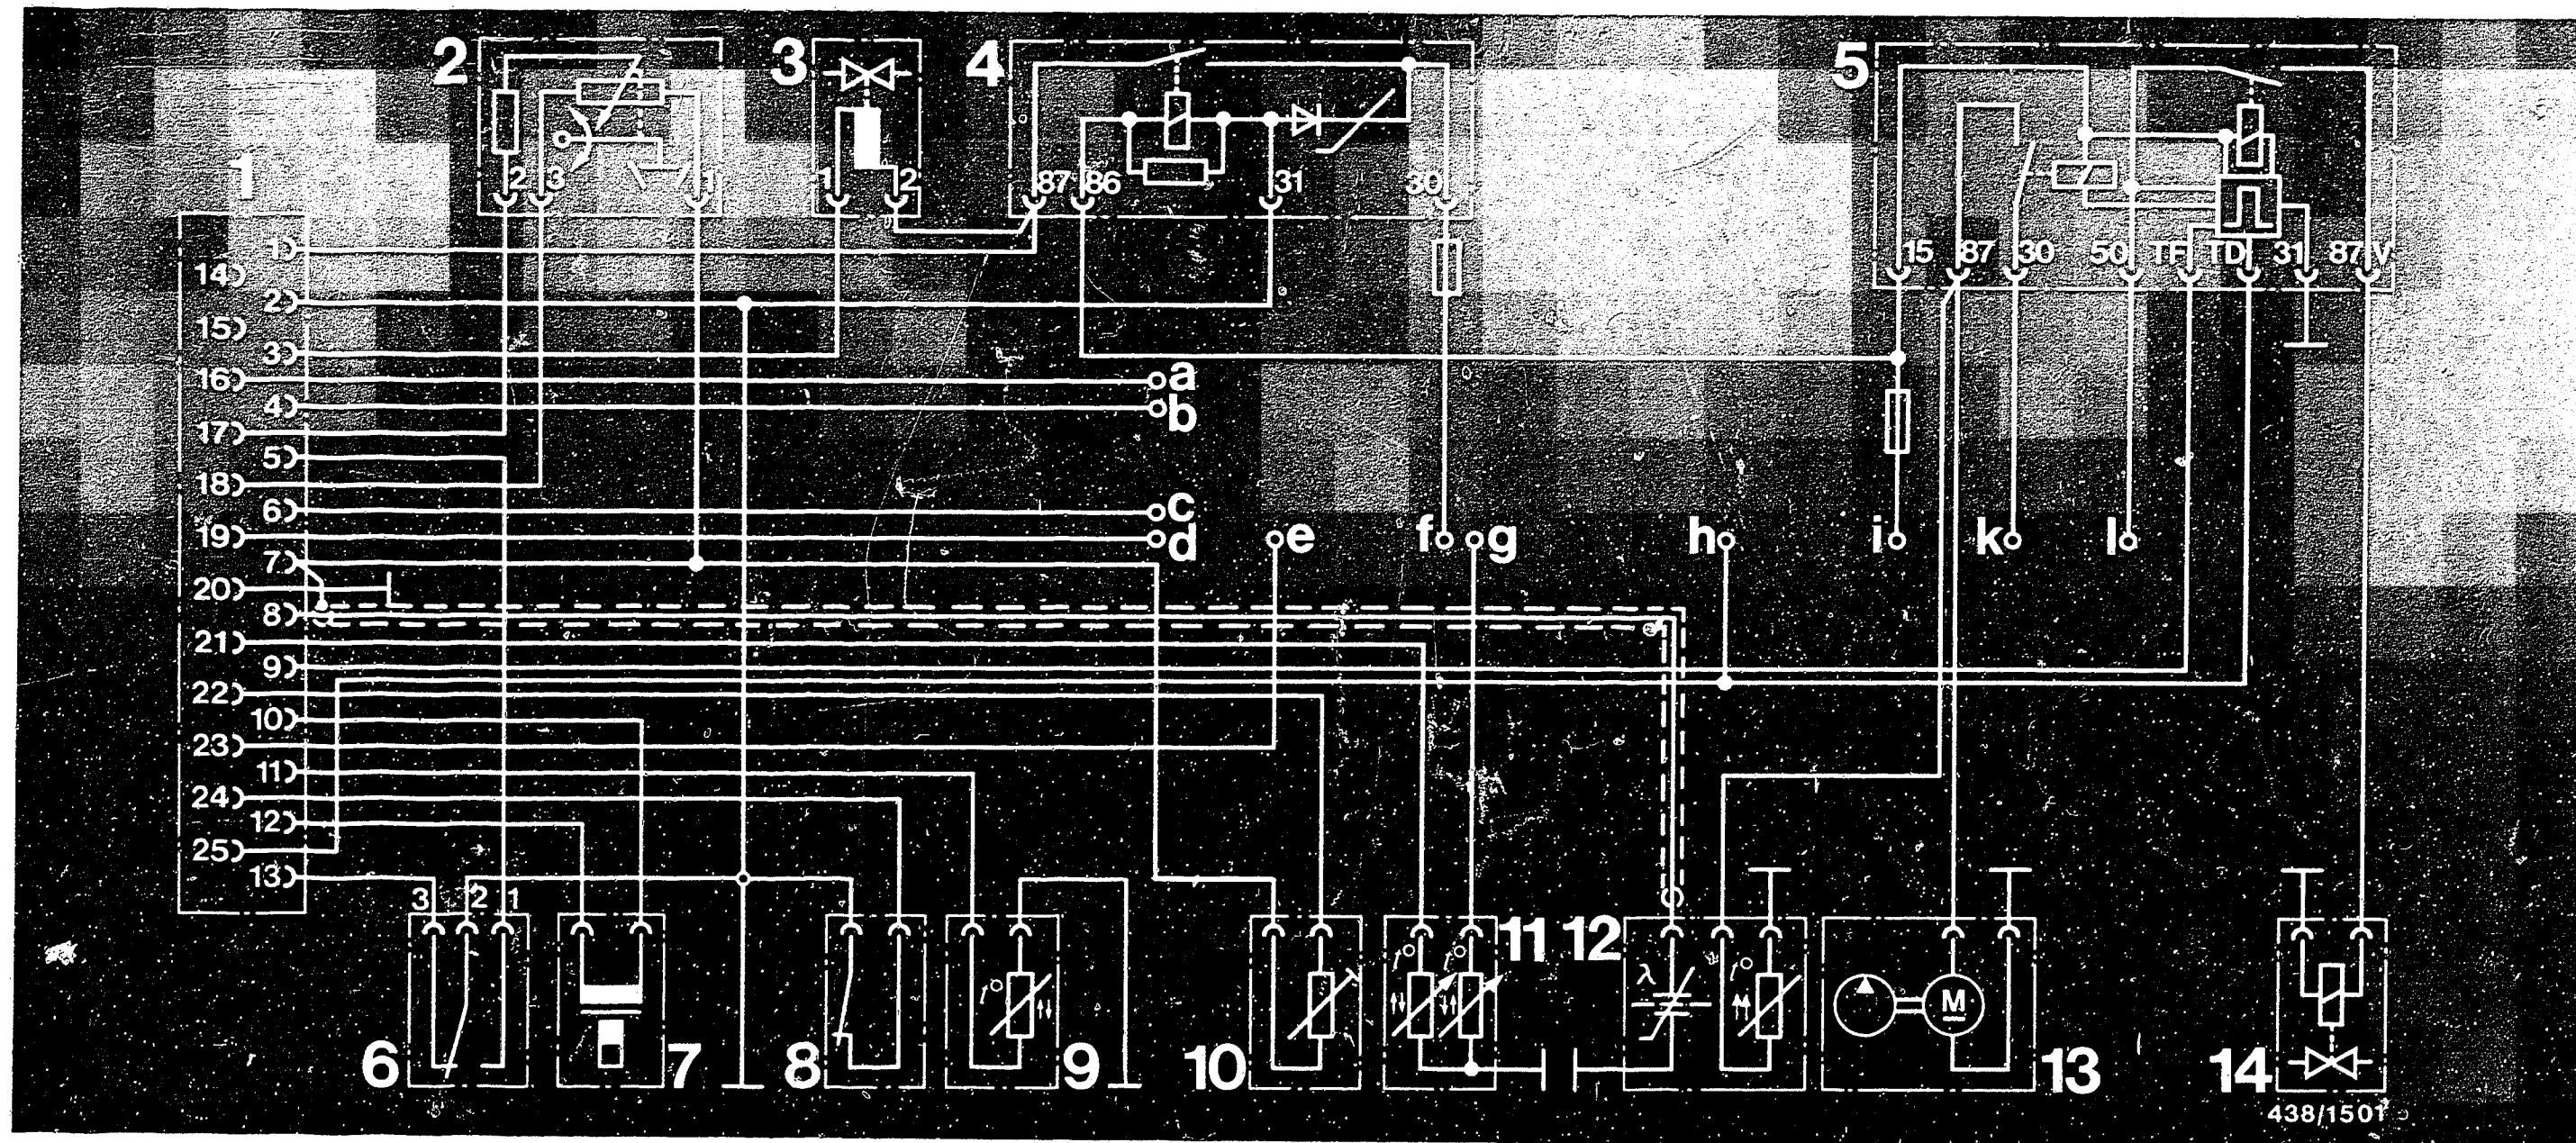 2 3 4 5
1
2 3 1
1 2
87 86 31 30
15 87 30 50 TF TD 31 87V
1
14
2
15
3
16 a
4 b
17
5
18
6 c
19 d e f g h i k l
7
20
8
21
9
22
10
23
11
24
12
25
13
3 2 1
11 12
t° t° t° λ t°
M
6 7 8 9 10 13 14
438/1501